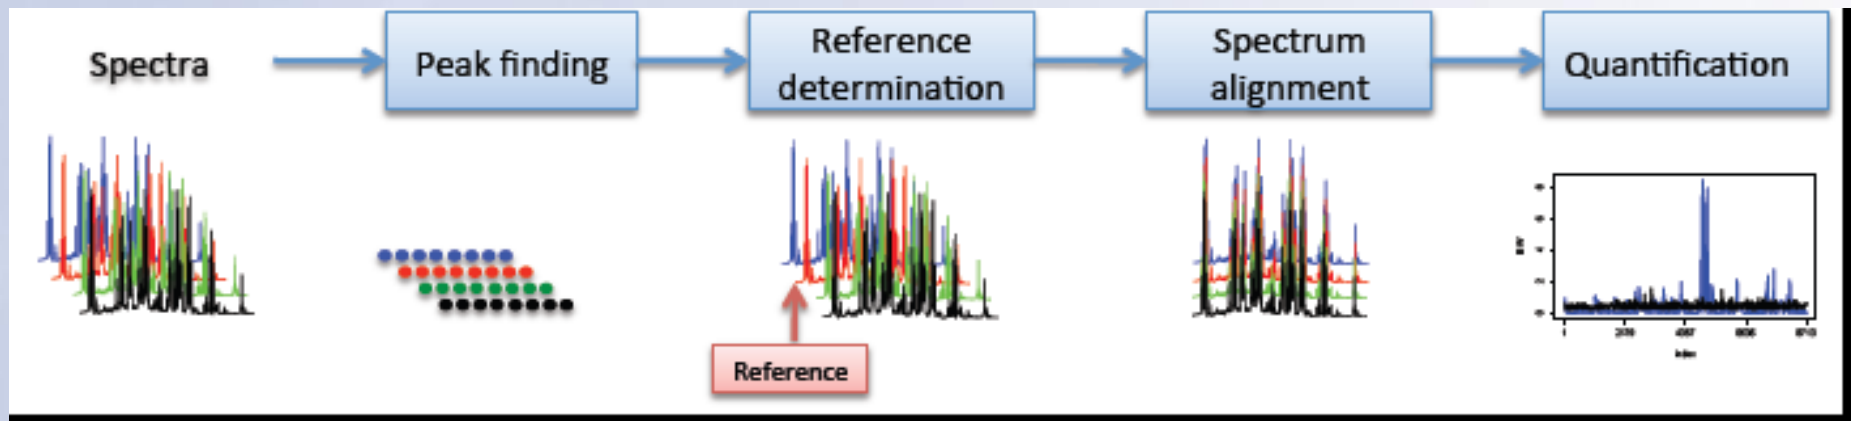 Spectra
Peak finding
Reference
determination
Spectrum
alignment
Quantification
Reference